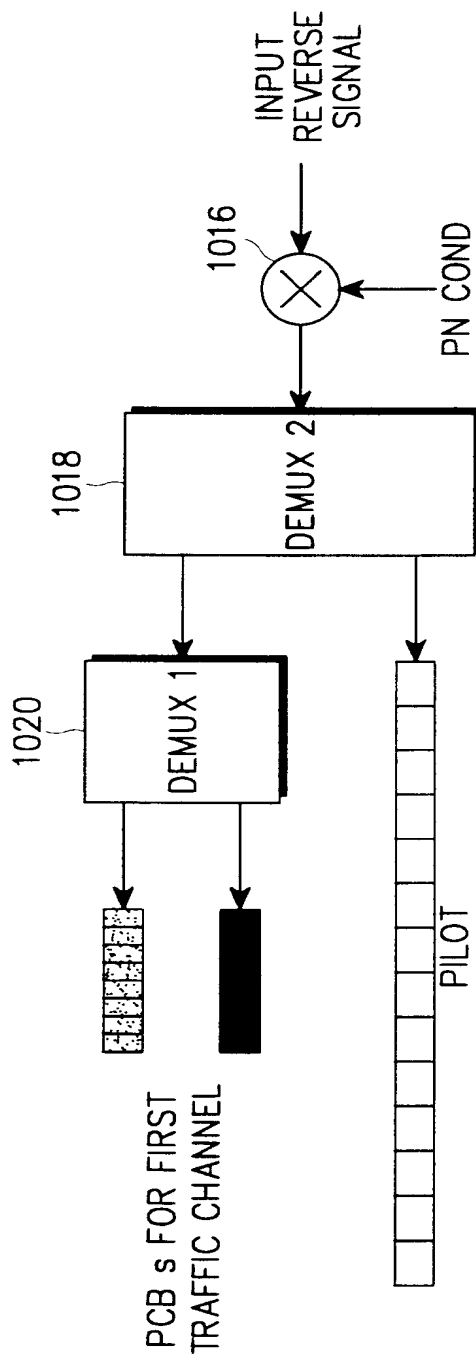 PCB s FOR FIRST
TRAFFIC CHANNEL
1020
DEMUX 1
1018
DEMUX 2
1016
INPUT
REVERSE
SIGNAL
PN COND
PILOT